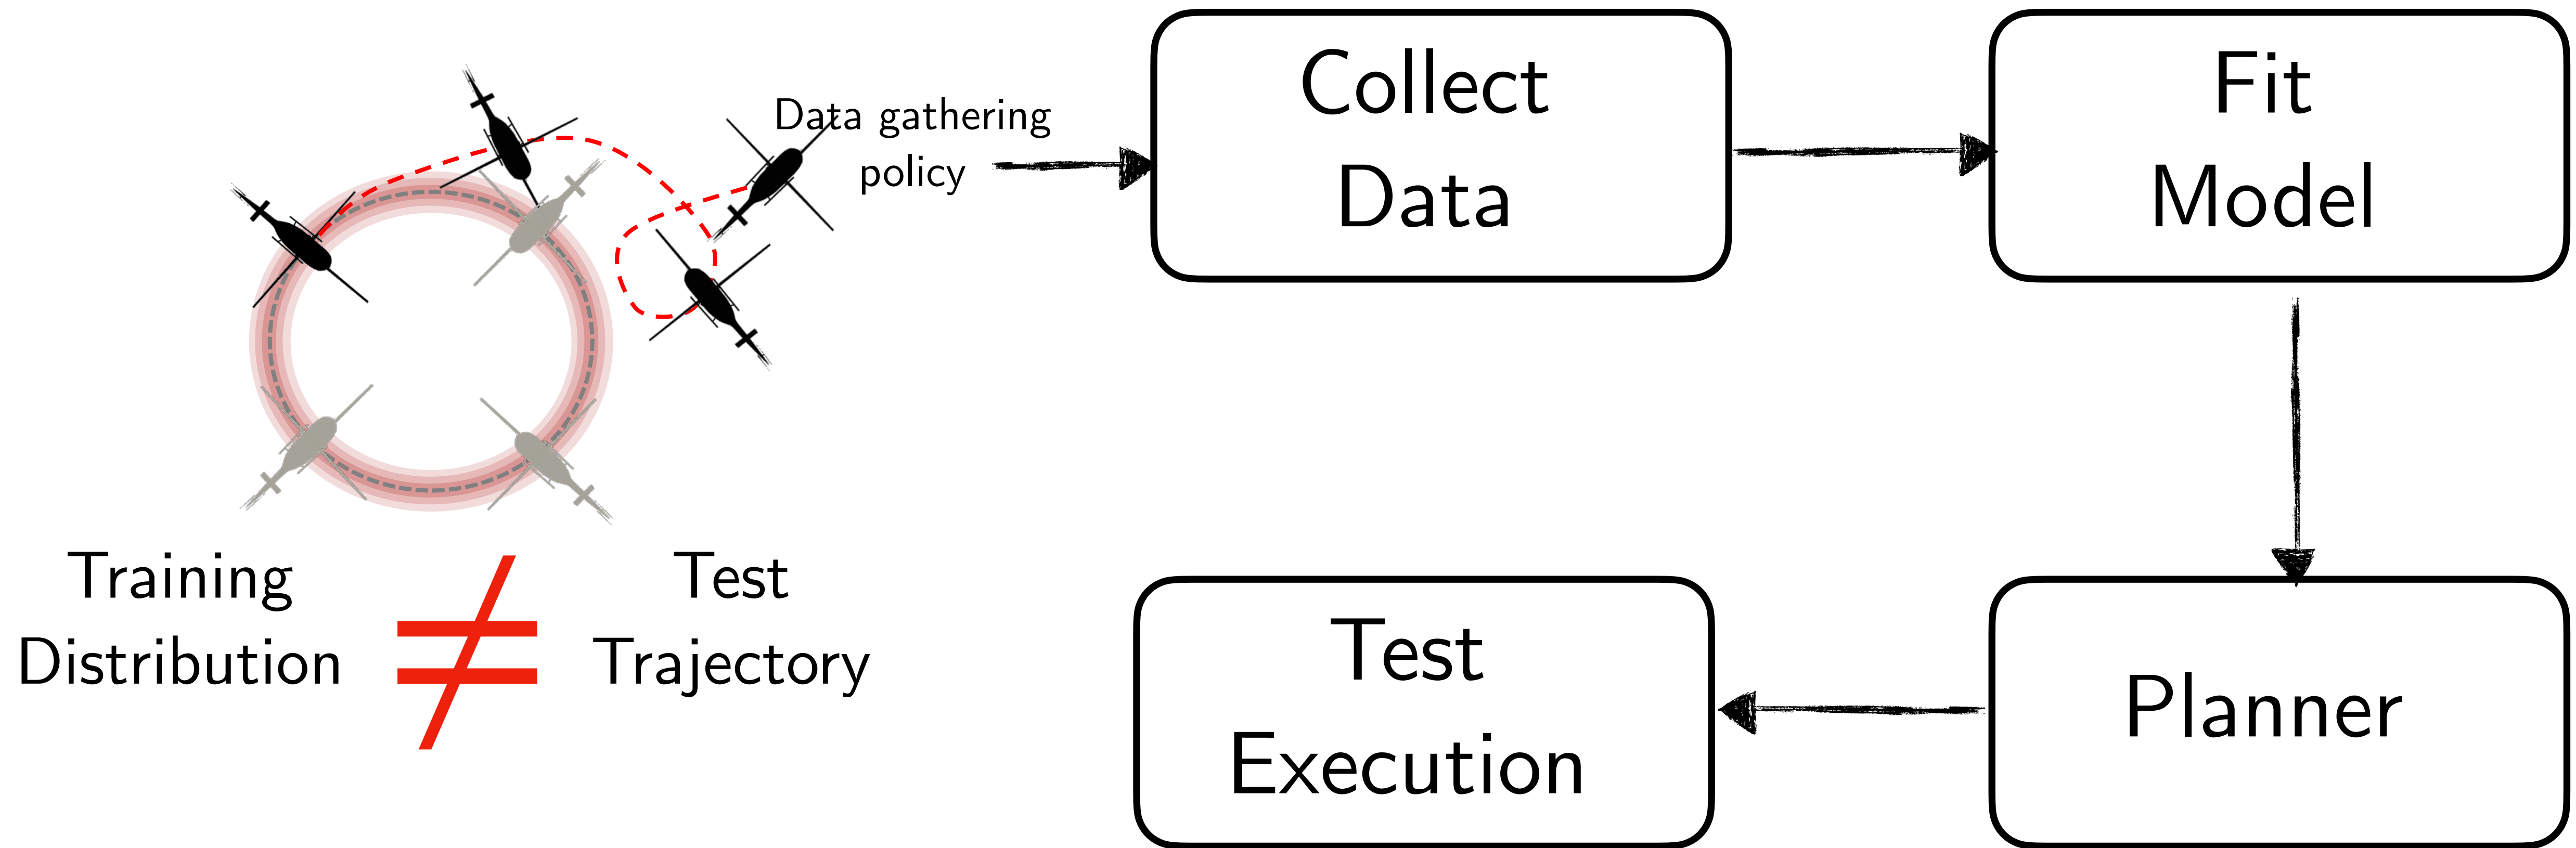 Data gathering
policy
Collect
Data
Fit
Model
Training
Distribution
≠
Test
Trajectory
Test
Execution
Planner